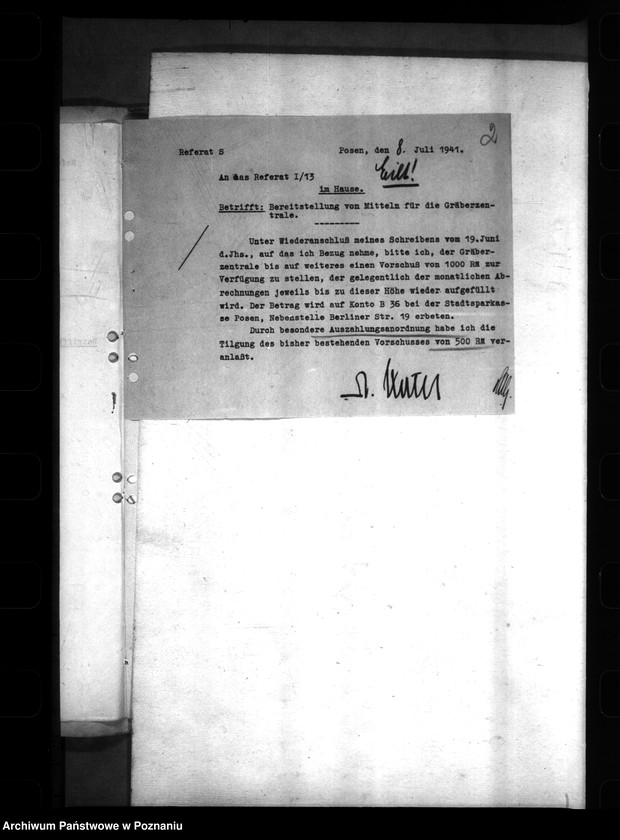 2
Referat S Posen, den 8. Juli 1941.
An das Referat I/13 Eilt!
im Hause.
Betrifft: Bereitstellung von Mitteln für die Gräberzen-
trale.
Unter Wiederanschluß meines Schreibens vom 19.Juni
d.Jhs., auf das ich Bezug nehme, bitte ich, der Gräber-
zentrale bis auf weiteres einen Vorschuß von 1000 RM zur
Verfügung zu stellen, der gelegentlich der monatlichen Ab-
rechnungen jeweils bis zu dieser Höhe wieder aufgefüllt
wird. Der Betrag wird auf Konto B 36 bei der Stadtsparkas-
se Posen, Nebenstelle Berliner Str. 19 erbeten.
Durch besondere Auszahlungsanordnung habe ich die
Tilgung des bisher bestehenden Vorschusses von 500 RM ver-
anlaßt.
Archiwum Państwowe w Poznaniu